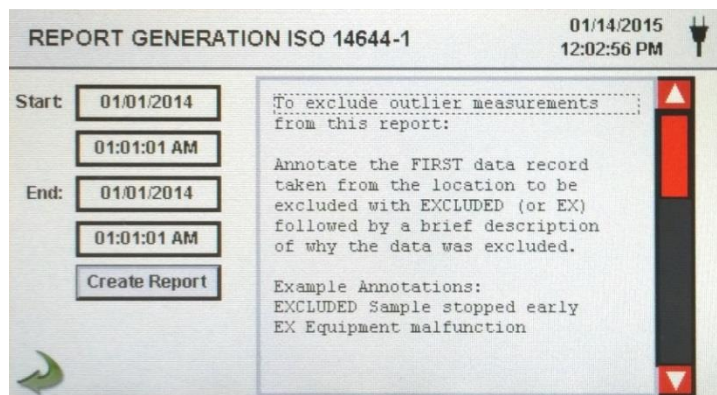 REPORT GENERATION ISO 14644-1
01/14/2015
12:02:56 PM
Start:
01/01/2014
01:01:01 AM
End:
01/01/2014
01:01:01 AM
Create Report
To exclude outlier measurements
from this report:
Annotate the FIRST data record
taken from the location to be
excluded with EXCLUDED (or EX)
followed by a brief description
of why the data was excluded.
Example Annotations:
EXCLUDED Sample stopped early
EX Equipment malfunction